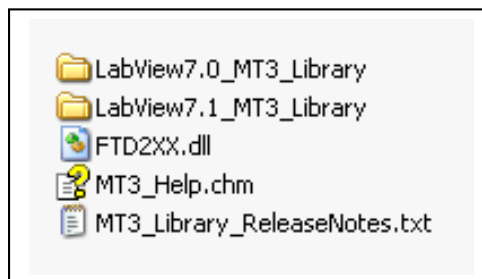 LabView7.0_MT3_Library
LabView7.1_MT3_Library
FTD2XX.dll
MT3_Help.chm
MT3_Library_ReleaseNotes.txt